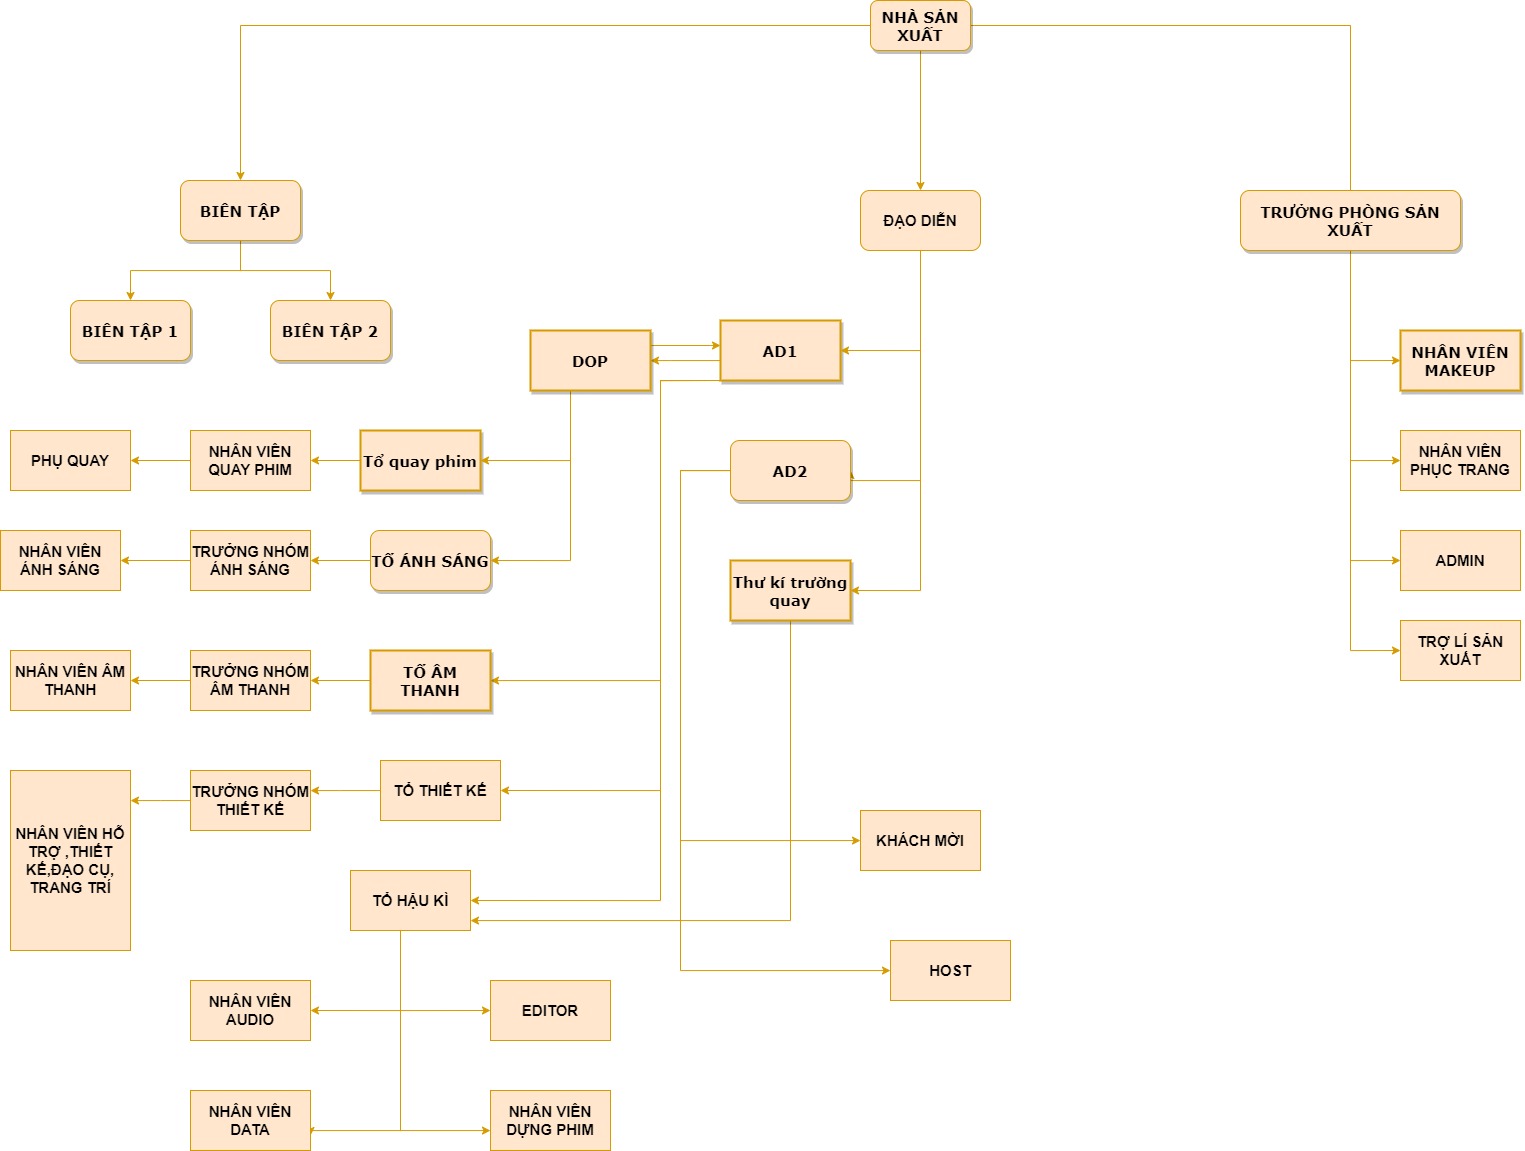 NHÀ SẢN
XUẤT
BIÊN TẬP
ĐẠO DIỄN
TRƯỞNG PHÒNG SẢN
XUẤT
BIÊN TẬP 1
BIÊN TẬP 2
DOP
AD1
NHÂN VIÊN
MAKEUP
PHỤ QUAY
NHÂN VIÊN
QUAY PHIM
Tổ quay phim
AD2
NHÂN VIÊN
PHỤC TRANG
NHÂN VIÊN
ÁNH SÁNG
TRƯỞNG NHÓM
ÁNH SÁNG
TỔ ÁNH SÁNG
Thư kí trường
quay
ADMIN
NHÂN VIÊN ÂM
THANH
TRƯỞNG NHÓM
ÂM THANH
TỔ ÂM
THANH
TRỢ LÍ SẢN
XUẤT
NHÂN VIÊN HỖ
TRỢ ,THIẾT
KẾ,ĐẠO CỤ,
TRANG TRÍ
TRƯỞNG NHÓM
THIẾT KẾ
TỔ THIẾT KẾ
KHÁCH MỜI
TỔ HẬU KÌ
HOST
NHÂN VIÊN
AUDIO
EDITOR
NHÂN VIÊN
DATA
NHÂN VIÊN
DỰNG PHIM